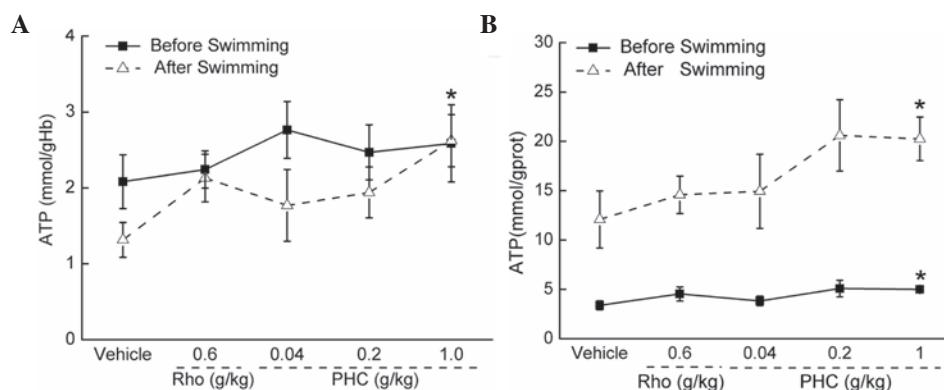 A
Before Swimming
After Swimming
ATP (mmol/gHb)
4
3
2
1
0
*
Vehicle 0.6 0.04 0.2 1.0
Rho (g/kg) PHC (g/kg)
B
Before Swimming
After Swimming
ATP(mmol/gprot)
30
25
20
15
10
5
0
*
*
Vehicle 0.6 0.04 0.2 1
Rho (g/kg) PHC (g/kg)